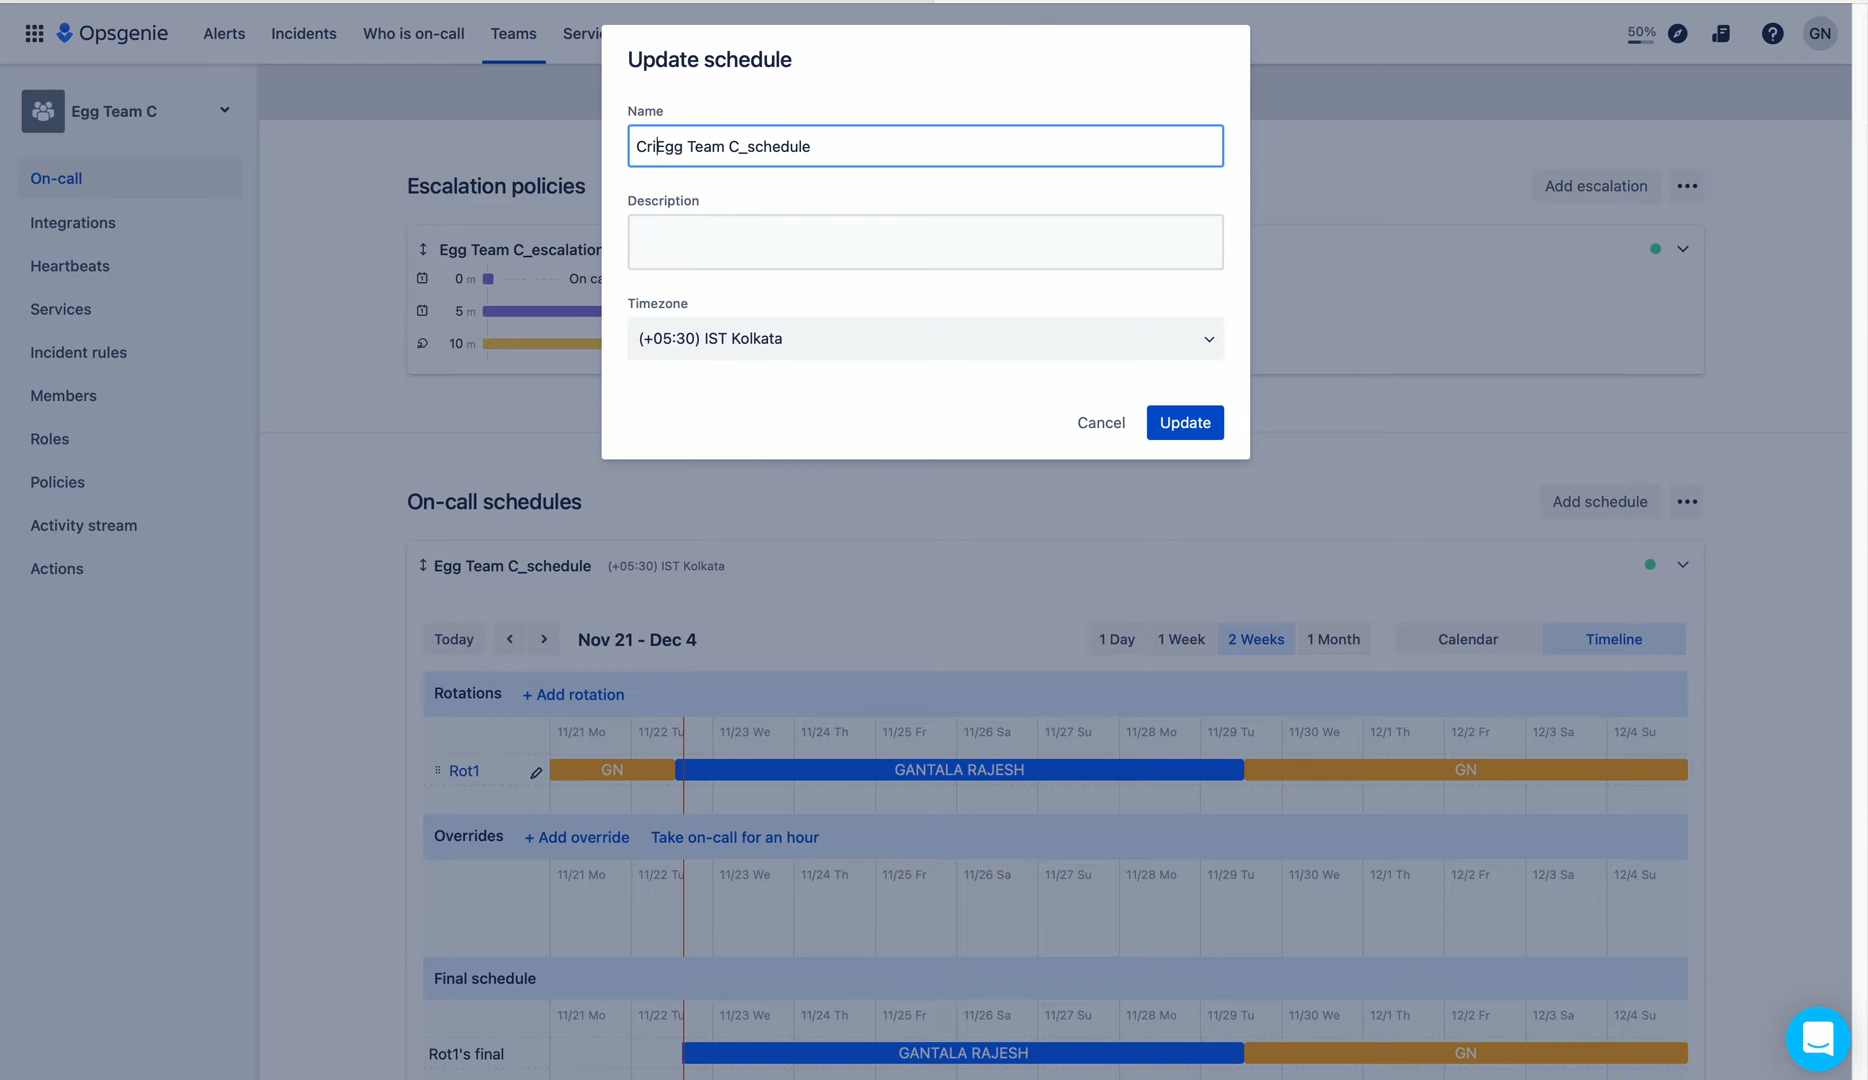 Opsgenie
Alerts
Incidents
Who is on-call
Teams
Servi
50%
GN
Egg Team C
On-call
Integrations
Heartbeats
Services
Incident rules
Members
Roles
Policies
Activity stream
Actions
Update schedule
Name
CriEgg Team C_schedule
Description
Timezone
(+05:30) IST Kolkata
Cancel
Update
Escalation policies
Add escalation
Egg Team C_escalation
0 m
On ca
5 m
10 m
On-call schedules
Add schedule
Egg Team C_schedule (+05:30) IST Kolkata
Today
Nov 21 - Dec 4
1 Day
1 Week
2 Weeks
1 Month
Calendar
Timeline
Rotations + Add rotation
11/21 Mo 11/22 Tu 11/23 We 11/24 Th 11/25 Fr 11/26 Sa 11/27 Su 11/28 Mo 11/29 Tu 11/30 We 12/1 Th 12/2 Fr 12/3 Sa 12/4 Su
Rot1 GN GANTALA RAJESH GN
Overrides + Add override Take on-call for an hour
11/21 Mo 11/22 Tu 11/23 We 11/24 Th 11/25 Fr 11/26 Sa 11/27 Su 11/28 Mo 11/29 Tu 11/30 We 12/1 Th 12/2 Fr 12/3 Sa 12/4 Su
Final schedule
11/21 Mo 11/22 Tu 11/23 We 11/24 Th 11/25 Fr 11/26 Sa 11/27 Su 11/28 Mo 11/29 Tu 11/30 We 12/1 Th 12/2 Fr 12/3 Sa 12/4 Su
Rot1's final GANTALA RAJESH GN